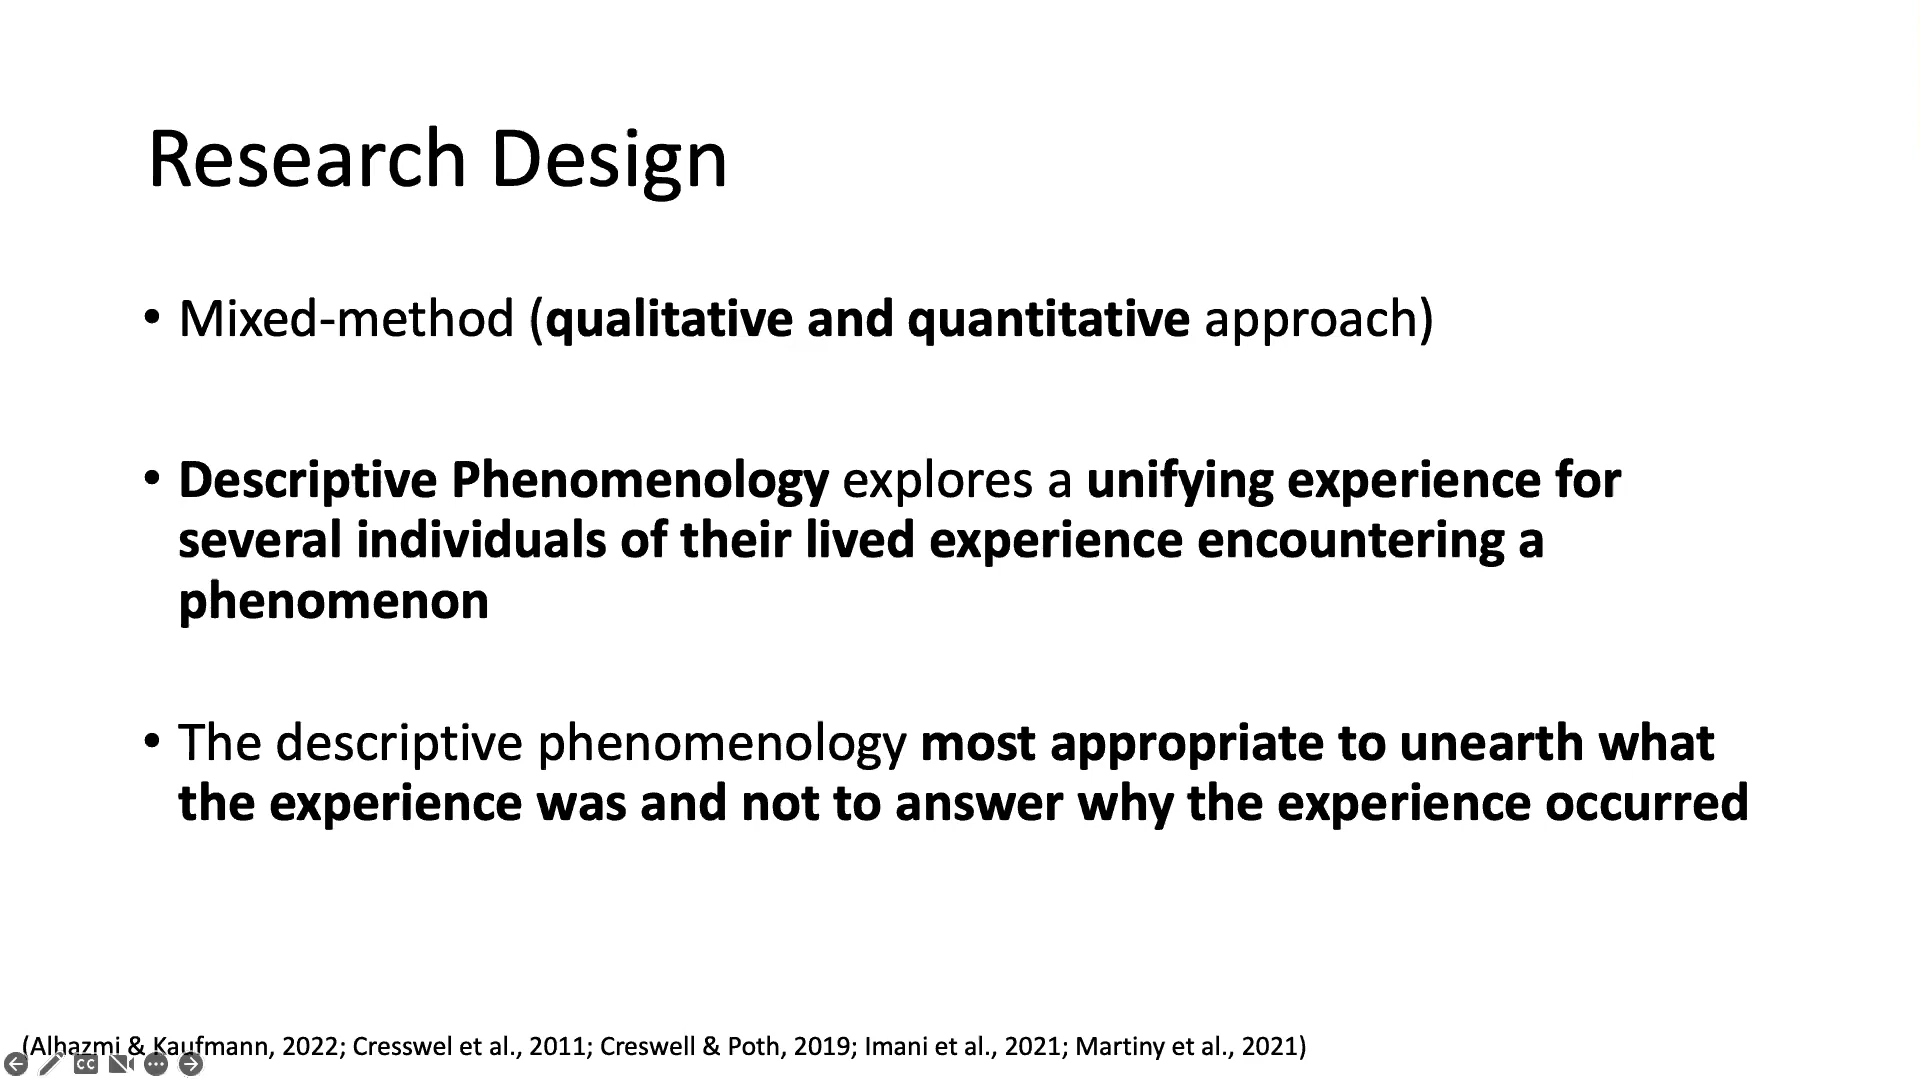 Research Design
• Mixed-method (qualitative and quantitative approach)
• Descriptive Phenomenology explores a unifying experience for
several individuals of their lived experience encountering a
phenomenon
• The descriptive phenomenology most appropriate to unearth what
the experience was and not to answer why the experience occurred
(Alhazmi & Kaufmann, 2022; Cresswel et al., 2011; Creswell & Poth, 2019; Imani et al., 2021; Martiny et al., 2021)
CC